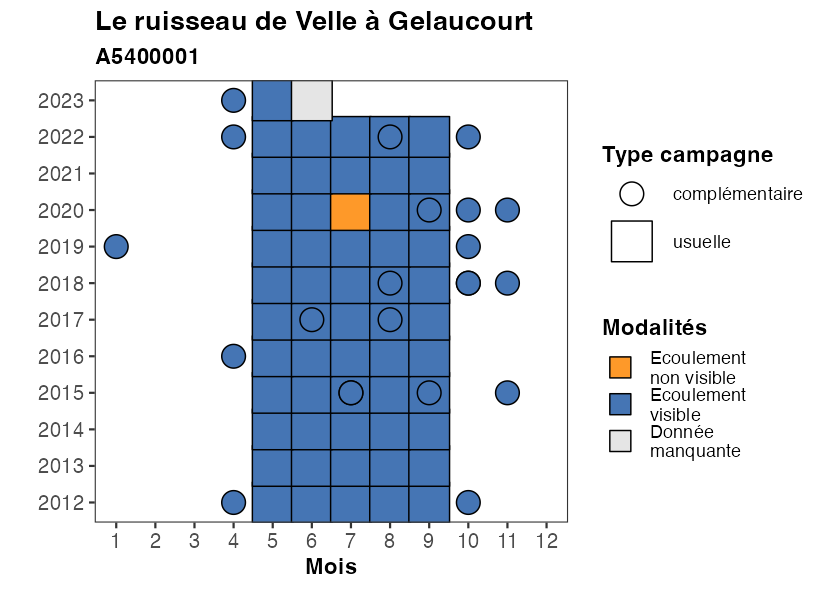 Le ruisseau de Velle à Gelaucourt
A5400001
2023
2022
2021
2020
2019
2018
2017
2016
2015
2014
2013
2012
1 2 3 4 5 6 7 8 9 10 11 12
Mois
Type campagne
complémentaire
usuelle
Modalités
Ecoulement
non visible
Ecoulement
visible
Donnée
manquante